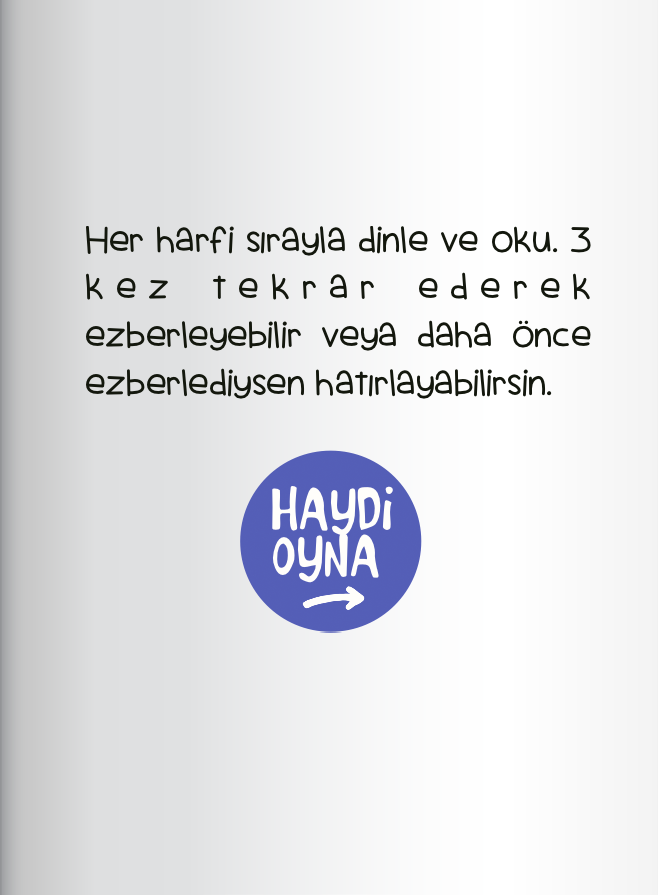 Her harfi sırayla dinle ve oku. 3
kez tekrar ederek
ezberleyebilir veya daha önce
ezberlediysen hatırlayabilirsin.
HAYDi
OYNA